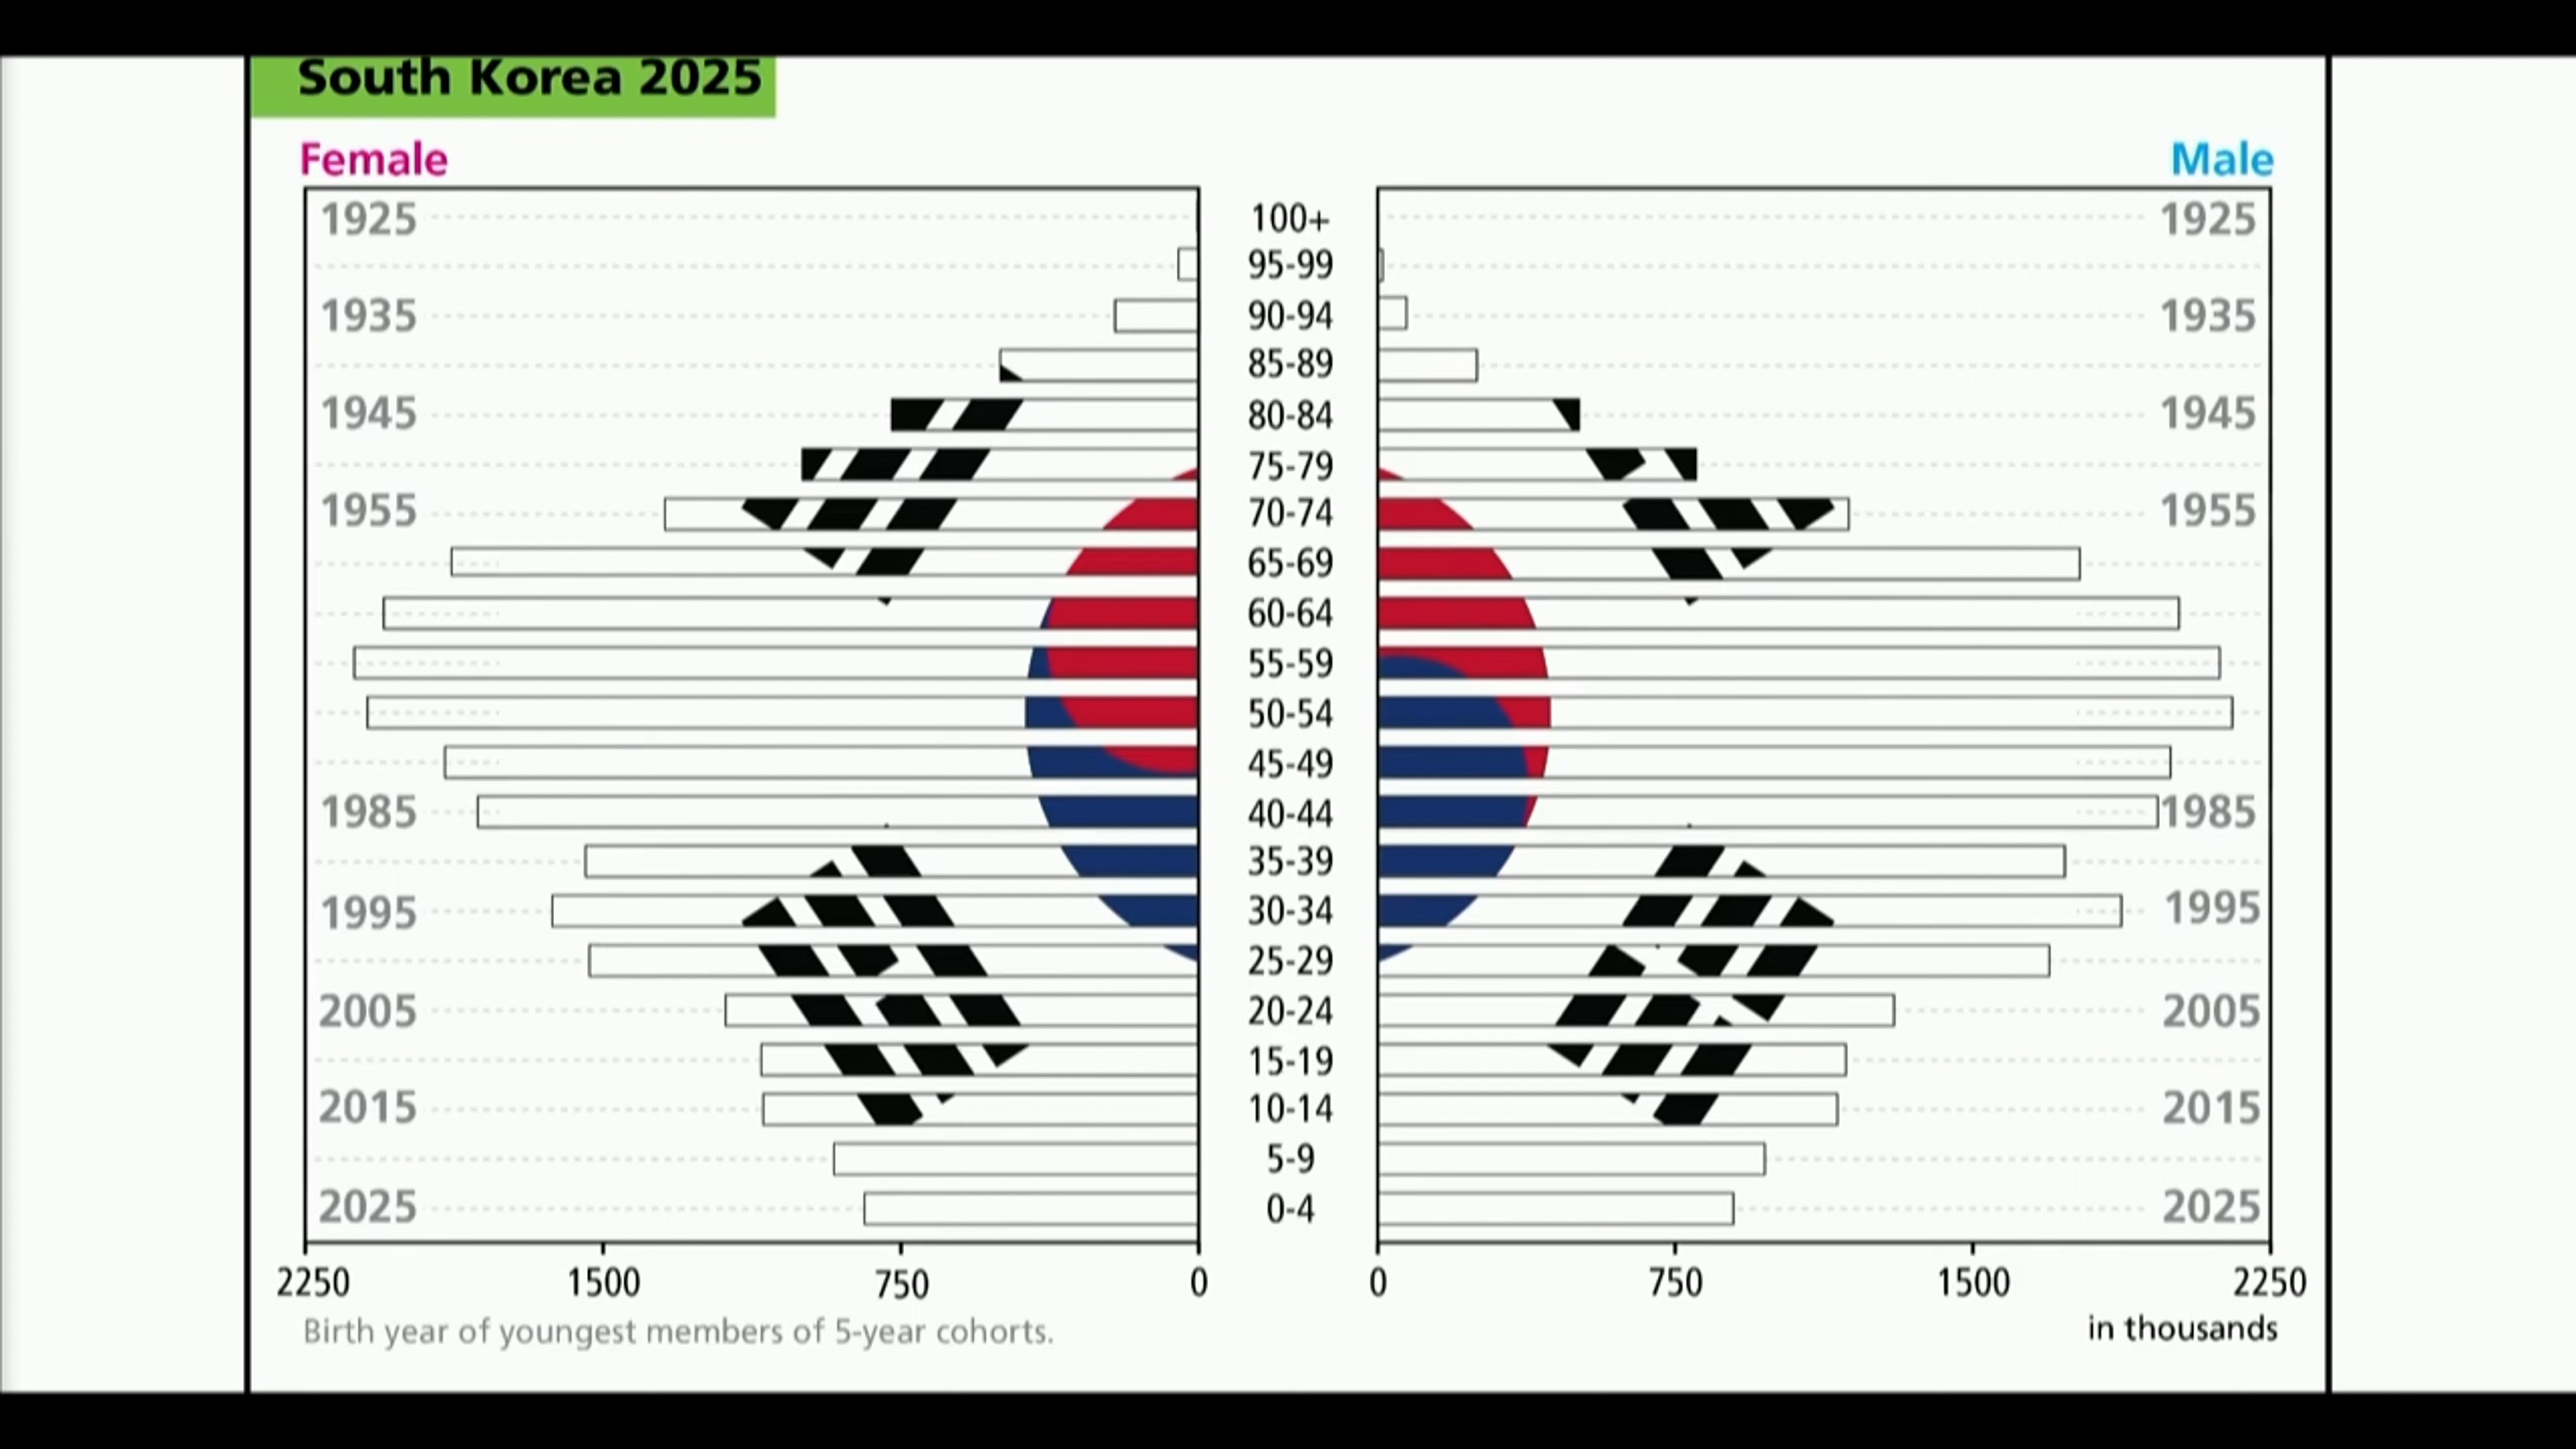 South Korea 2025
Female Male
1925 100+ 1925
95-99
1935 90-94 1935
85-89
1945 80-84 1945
75-79
1955 70-74 1955
65-69
60-64
55-59
50-54
45-49
1985 40-44 1985
35-39
1995 30-34 1995
25-29
2005 20-24 2005
15-19
2015 10-14 2015
5-9
2025 0-4 2025
2250 1500 750 0 0 750 1500 2250
Birth year of youngest members of 5-year cohorts. in thousands